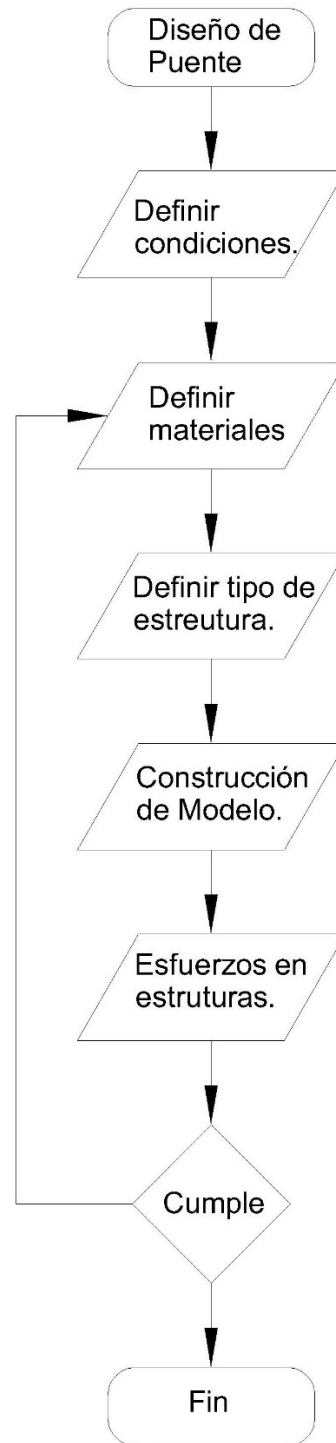 Diseño de
Puente
Definir
condiciones.
Definir
materiales
Definir tipo de
estreutura.
Construcción
de Modelo.
Esfuerzos en
estruturas.
Cumple
Fin